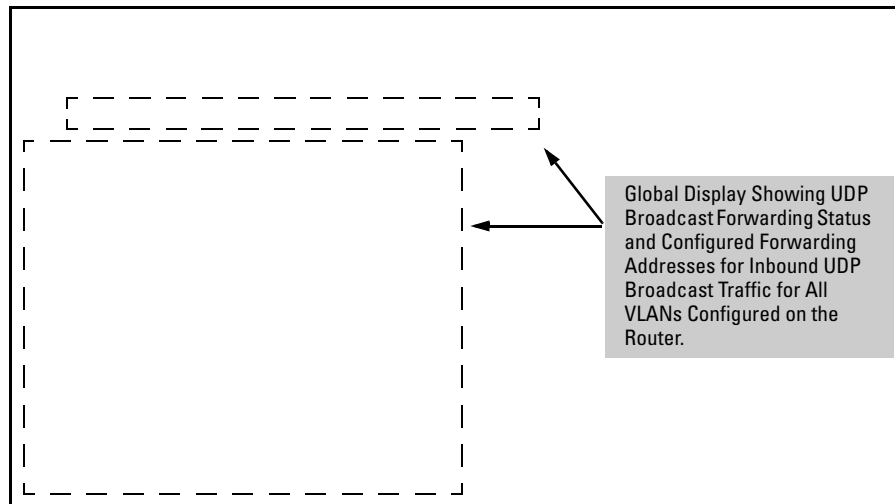 Global Display Showing UDP
Broadcast Forwarding Status
and Configured Forwarding
Addresses for Inbound UDP
Broadcast Traffic for All
VLANs Configured on the
Router.